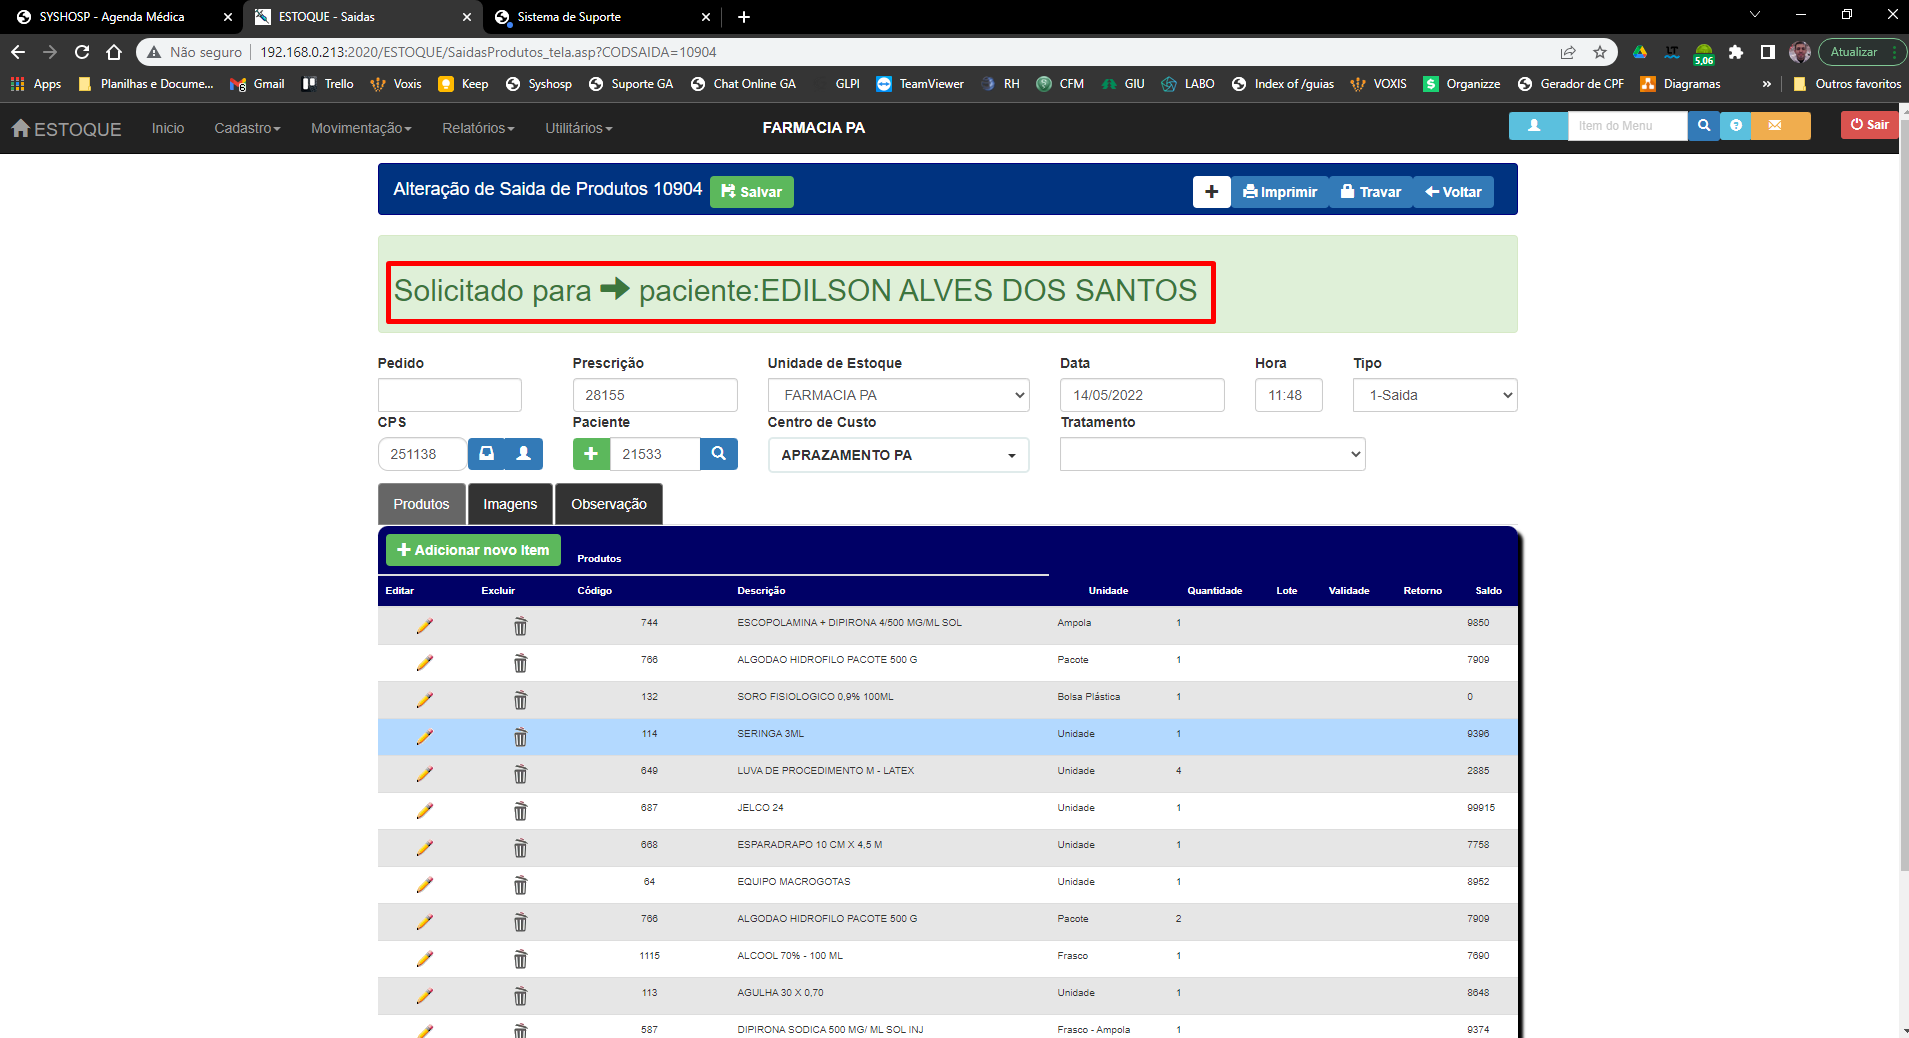 SYSHOSP - Agenda Médica
ESTOQUE - Saidas
Sistema de Suporte
Não seguro
192.168.0.213:2020/ESTOQUE/SaidasProdutos_tela.asp?CODSAIDA=10904
5,06
Atualizar
Apps
Planilhas e Docume...
Gmail
Trello
Voxis
Keep
Syshosp
Suporte GA
Chat Online GA
GLPI
TeamViewer
RH
CFM
GIU
LABO
Index of /guias
VOXIS
Organizze
Gerador de CPF
Diagramas
»
Outros favoritos
ESTOQUE
Inicio
Cadastro
Movimentação
Relatórios
Utilitários
FARMACIA PA
Item do Menu
Sair
Alteração de Saida de Produtos 10904
Salvar
Imprimir
Travar
Voltar
Solicitado para paciente:EDILSON ALVES DOS SANTOS
Pedido Prescrição Unidade de Estoque Data Hora Tipo
28155 FARMACIA PA 14/05/2022 11:48 1-Saida
CPS Paciente Centro de Custo Tratamento
251138 21533 APRAZAMENTO PA
Produtos Imagens Observação
Adicionar novo Item Produtos
Editar Excluir Código Descrição Unidade Quantidade Lote Validade Retorno Saldo
744 ESCOPOLAMINA + DIPIRONA 4/500 MG/ML SOL Ampola 1 9850
766 ALGODAO HIDROFILO PACOTE 500 G Pacote 1 7909
132 SORO FISIOLOGICO 0,9% 100ML Bolsa Plástica 1 0
114 SERINGA 3ML Unidade 1 9396
649 LUVA DE PROCEDIMENTO M - LATEX Unidade 4 2885
687 JELCO 24 Unidade 1 99915
668 ESPARADRAPO 10 CM X 4,5 M Unidade 1 7758
64 EQUIPO MACROGOTAS Unidade 1 8952
766 ALGODAO HIDROFILO PACOTE 500 G Pacote 2 7909
1115 ALCOOL 70% - 100 ML Frasco 1 7690
113 AGULHA 30 X 0,70 Unidade 1 8648
587 DIPIRONA SODICA 500 MG/ ML SOL INJ Frasco - Ampola 1 9374